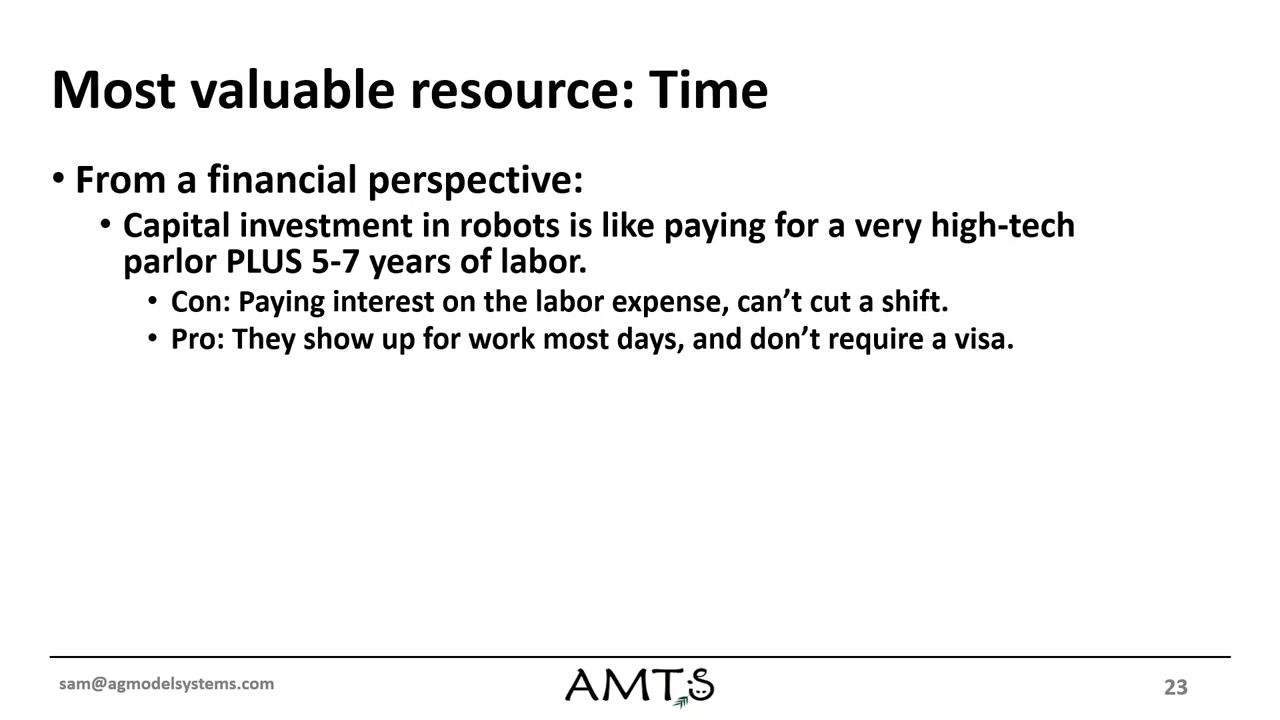 Most valuable resource: Time
• From a financial perspective:
• Capital investment in robots is like paying for a very high-tech
parlor PLUS 5-7 years of labor.
• Con: Paying interest on the labor expense, can’t cut a shift.
• Pro: They show up for work most days, and don’t require a visa.
sam@agmodelsystems.com
AMTS
23